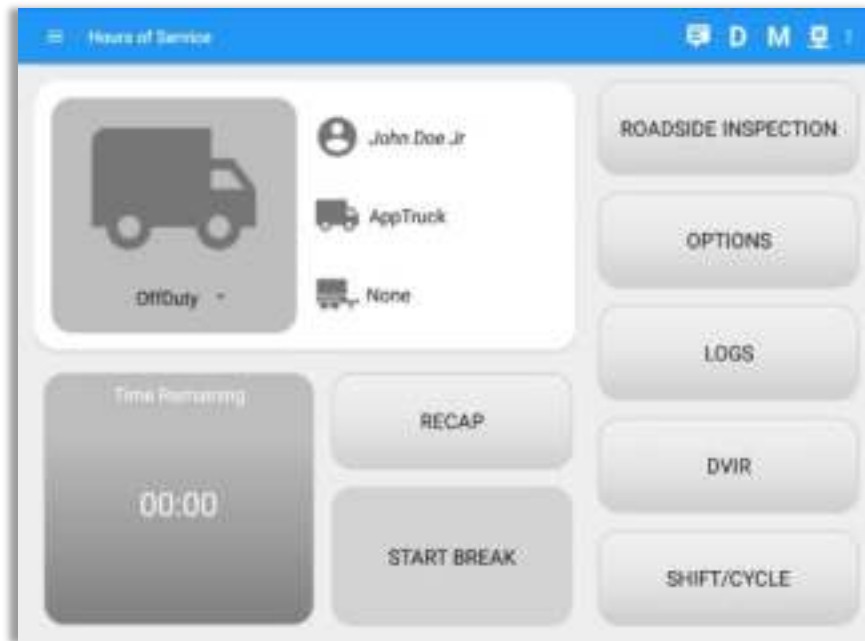 Hours of Service
D M
John Doe Jr
AppTruck
OffDuty
None
ROADSIDE INSPECTION
OPTIONS
LOGS
DVIR
SHIFT/CYCLE
Time Remaining
00:00
RECAP
START BREAK